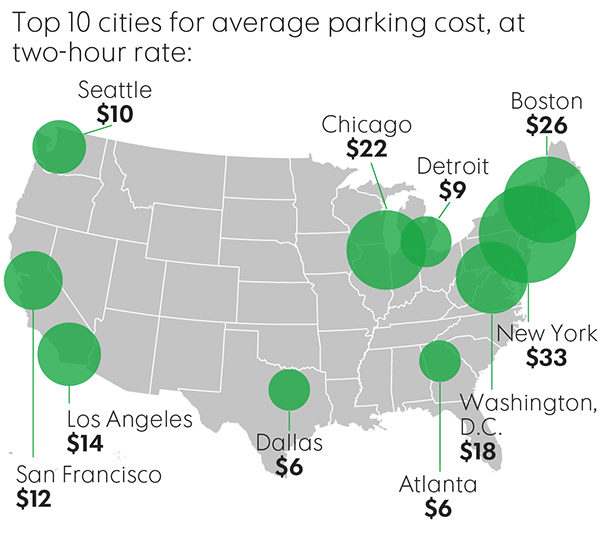 Top 10 cities for average parking cost, at
two-hour rate:
Seattle
$10
Chicago
$22
Detroit
$9
Boston
$26
New York
$33
Washington,
D.C.
$18
Los Angeles
$14
Dallas
$6
San Francisco
$12
Atlanta
$6